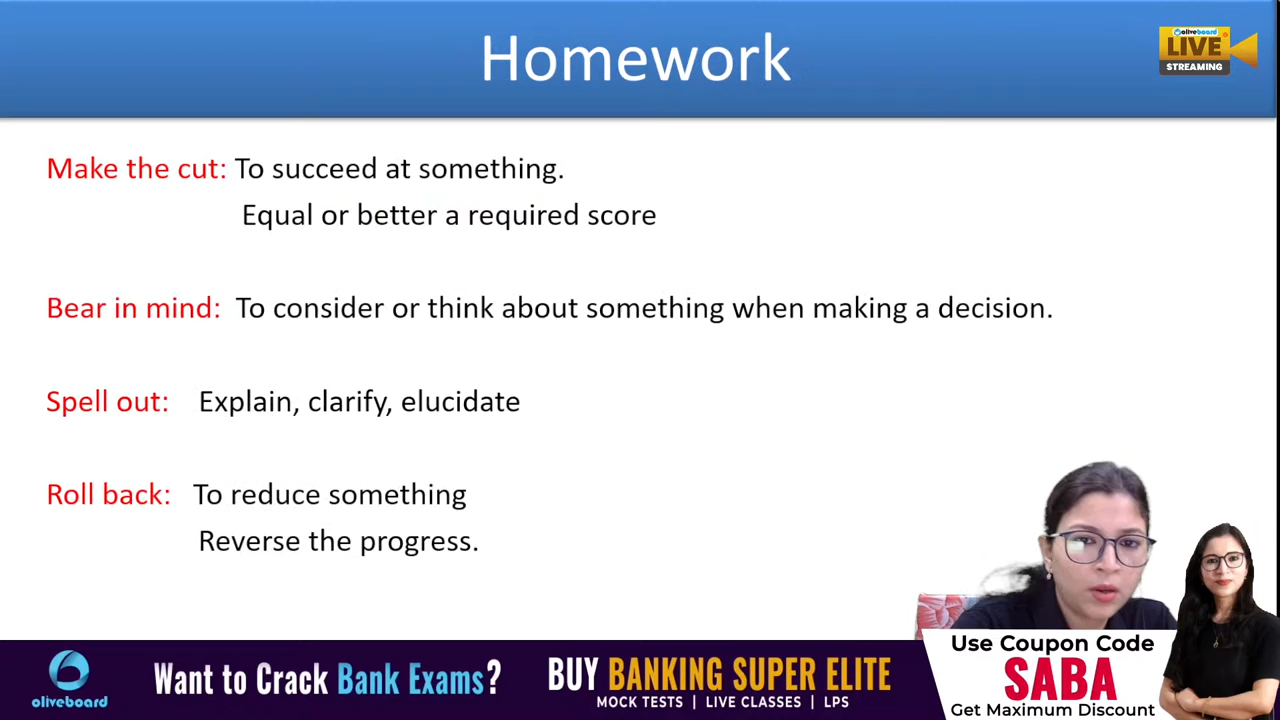 Homework
oliveboard
LIVE
STREAMING
Make the cut: To succeed at something.
Equal or better a required score
Bear in mind: To consider or think about something when making a decision.
Spell out: Explain, clarify, elucidate
Roll back: To reduce something
Reverse the progress.
oliveboard
Want to Crack Bank Exams?
BUY BANKING SUPER ELITE
MOCK TESTS | LIVE CLASSES | LPS
Use Coupon Code
SABA
Get Maximum Discount